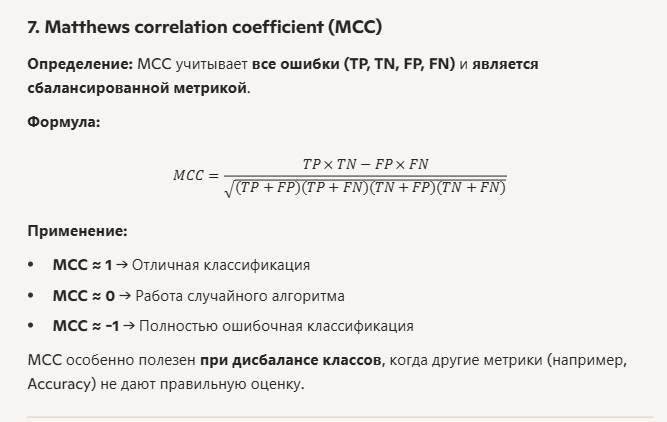 7. Matthews correlation coefficient (MCC)
Определение: MCC учитывает все ошибки (TP, TN, FP, FN) и является
сбалансированной метрикой.
Формула:
MCC = \frac{TP × TN − FP × FN}{\sqrt{(TP + FP)(TP + FN)(TN + FP)(TN + FN)}}
Применение:
• MCC ≈ 1 → Отличная классификация
• MCC ≈ 0 → Работа случайного алгоритма
• MCC ≈ -1 → Полностью ошибочная классификация
MCC особенно полезен при дисбалансе классов, когда другие метрики (например,
Accuracy) не дают правильную оценку.